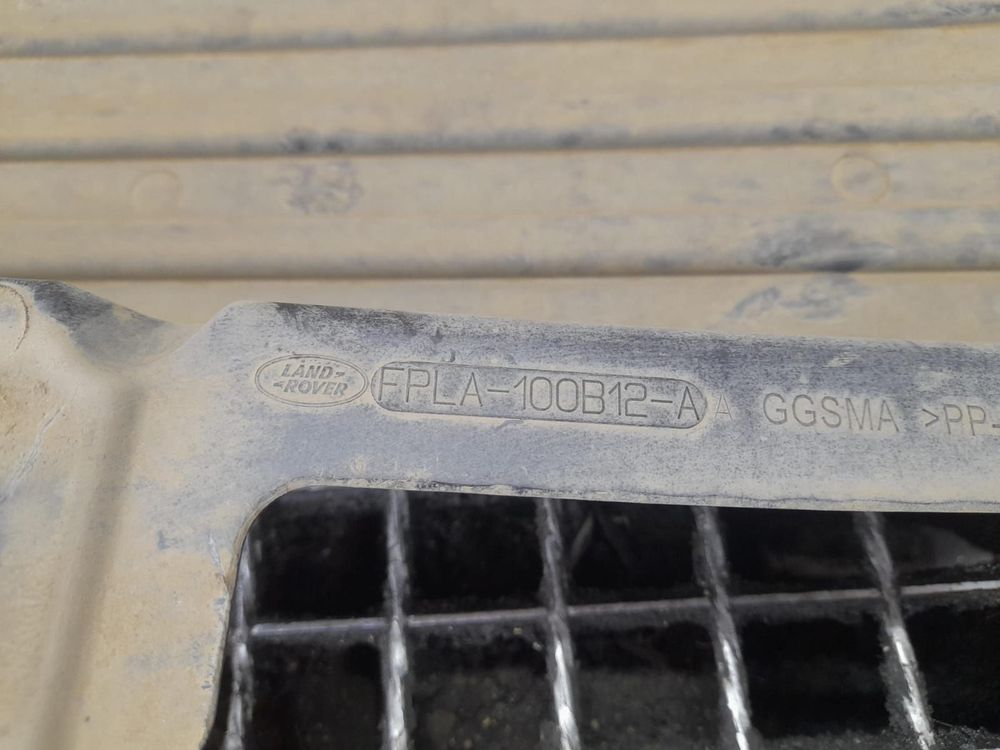 LAND-
-ROVER
FPLA-100B12-A A GGSMA >PP-